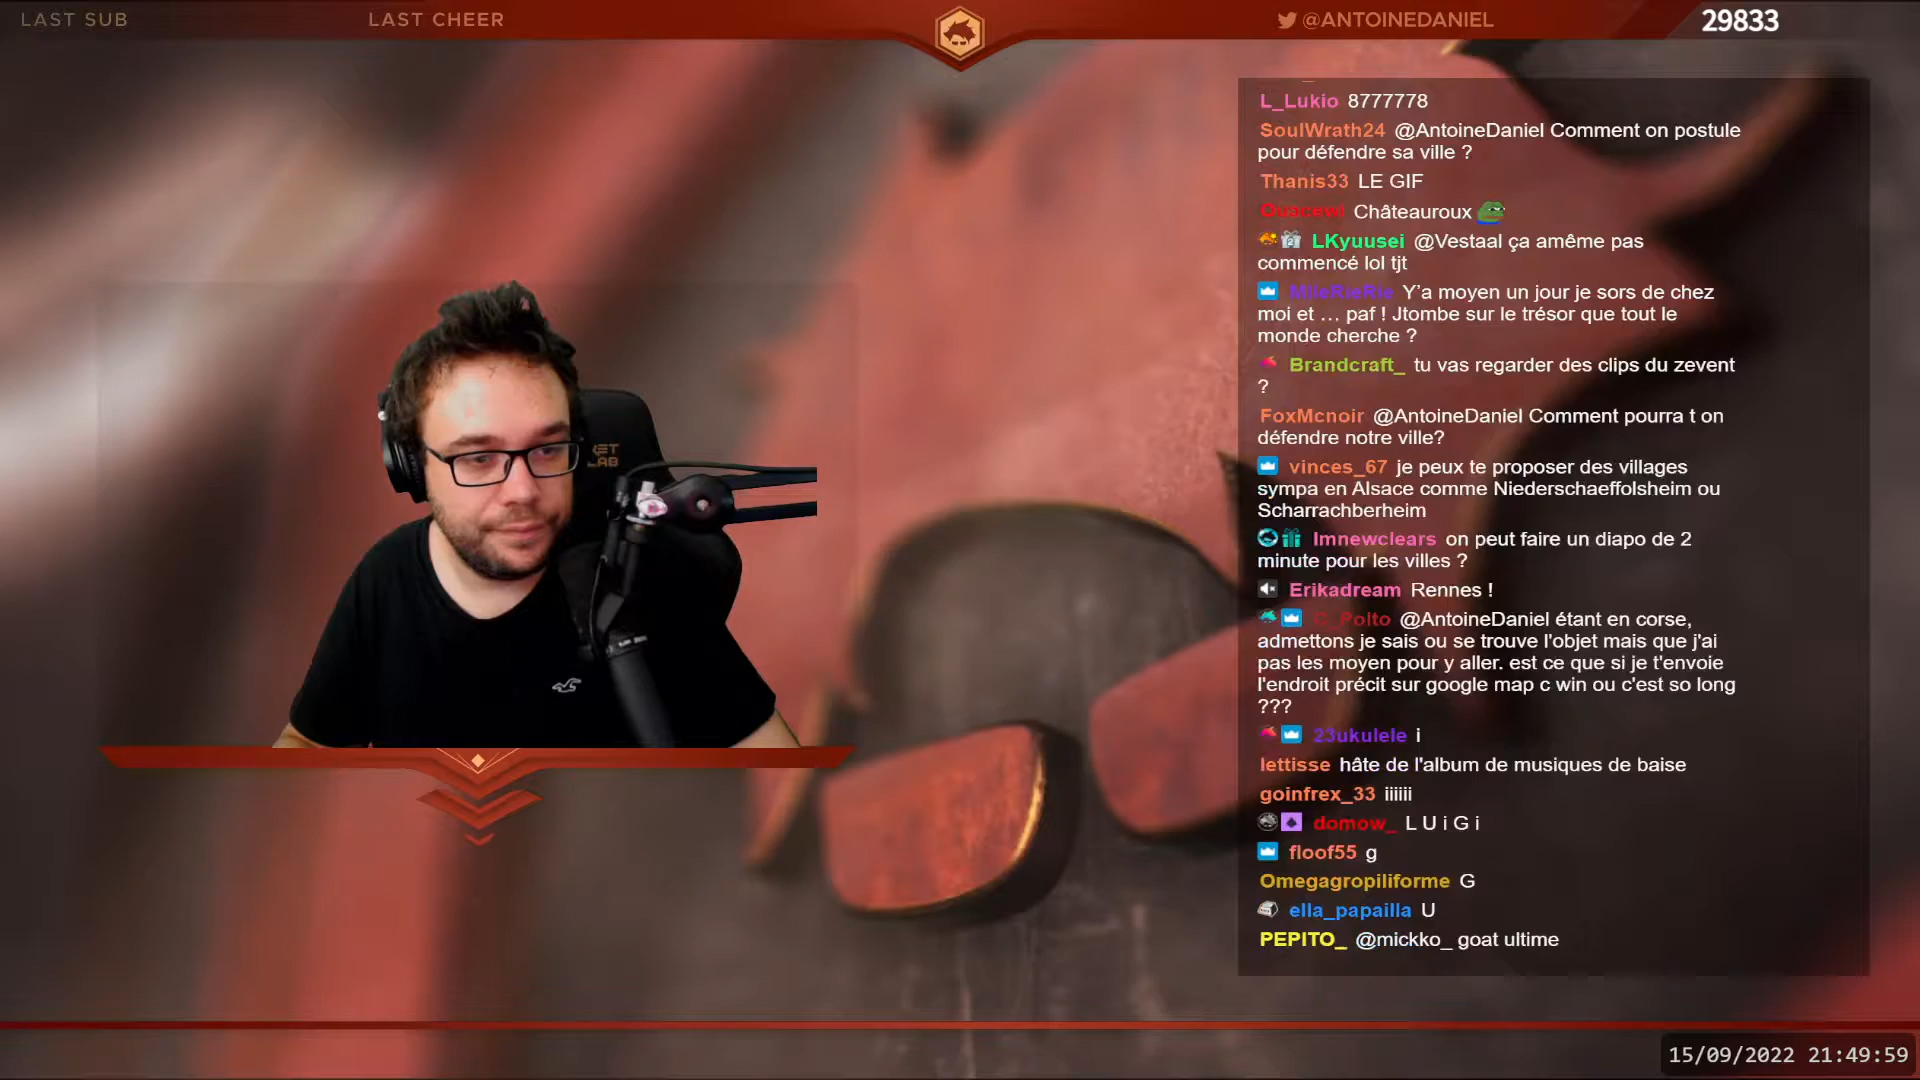 LAST SUB
LAST CHEER
@ANTOINEDANIEL
29833
L_Lukio 8777778
SoulWrath24 @AntoineDaniel Comment on postule
pour défendre sa ville ?
Thanis33 LE GIF
Châteauroux
LKyuusei @Vestaal ça amême pas
commencé lol tjt
MlleRieRie Y'a moyen un jour je sors de chez
moi et … paf ! Jtombe sur le trésor que tout le
monde cherche ?
Brandcraft_ tu vas regarder des clips du zevent
?
FoxMcnoir @AntoineDaniel Comment pourra t on
défendre notre ville?
vinces_67 je peux te proposer des villages
sympa en Alsace comme Niederschaeffolsheim ou
Scharrachberheim
Imnewclears on peut faire un diapo de 2
minute pour les villes ?
Erikadream Rennes !
@AntoineDaniel étant en corse,
admettons je sais ou se trouve l'objet mais que j'ai
pas les moyen pour y aller. est ce que si je t'envoie
l'endroit précit sur google map c win ou c'est so long
???
23ukulele i
lettisse hâte de l'album de musiques de baise
goinfrex_33 iiiiii
domow_ L U i G i
floof55 g
Omegagropiliforme G
ella_papailla U
PEPITO_ @mickko_ goat ultime
15/09/2022 21:49:59